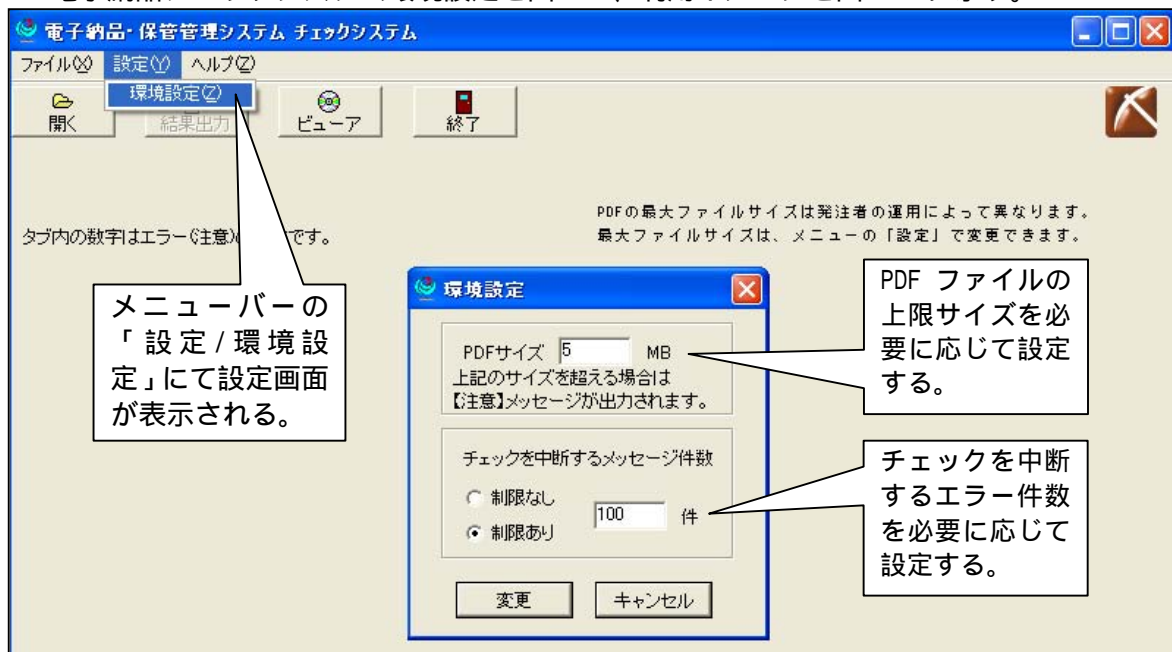 電子納品・保管管理システム チェックシステム
ファイル(X) 設定(Y) ヘルプ(Z)
環境設定(Z)
開く 結果出力 ビューア 終了
PDFの最大ファイルサイズは発注者の運用によって異なります。
最大ファイルサイズは、メニューの「設定」で変更できます。
タブ内の数字はエラー(注意) です。
メニューバーの
「設定/環境設
定」にて設定画面
が表示される。
環境設定
PDFサイズ 5 MB
上記のサイズを超える場合は
【注意】メッセージが出力されます。
PDF ファイルの
上限サイズを必
要に応じて設定
する。
チェックを中断するメッセージ件数
制限なし
100 件
制限あり
チェックを中断
するエラー件数
を必要に応じて
設定する。
変更 キャンセル